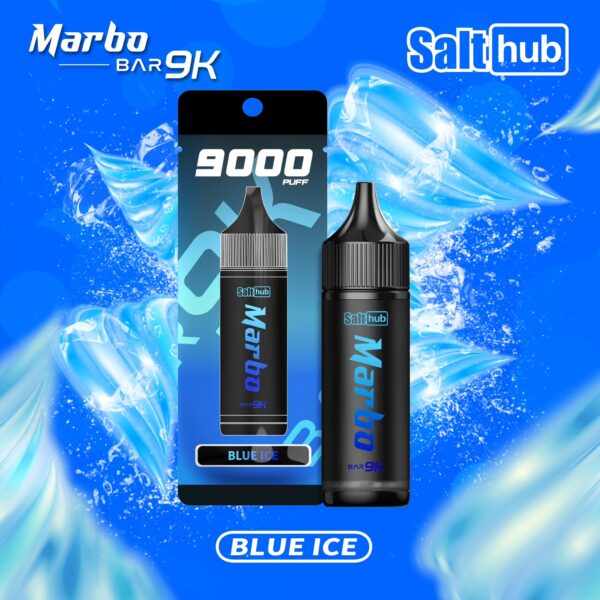 Marbo
BAR 9K
Salt hub
9000
PUFF
Salt hub
Marbo
BAR 9K
BLUE ICE
Salt hub
Marbo
BAR 9K
BLUE ICE